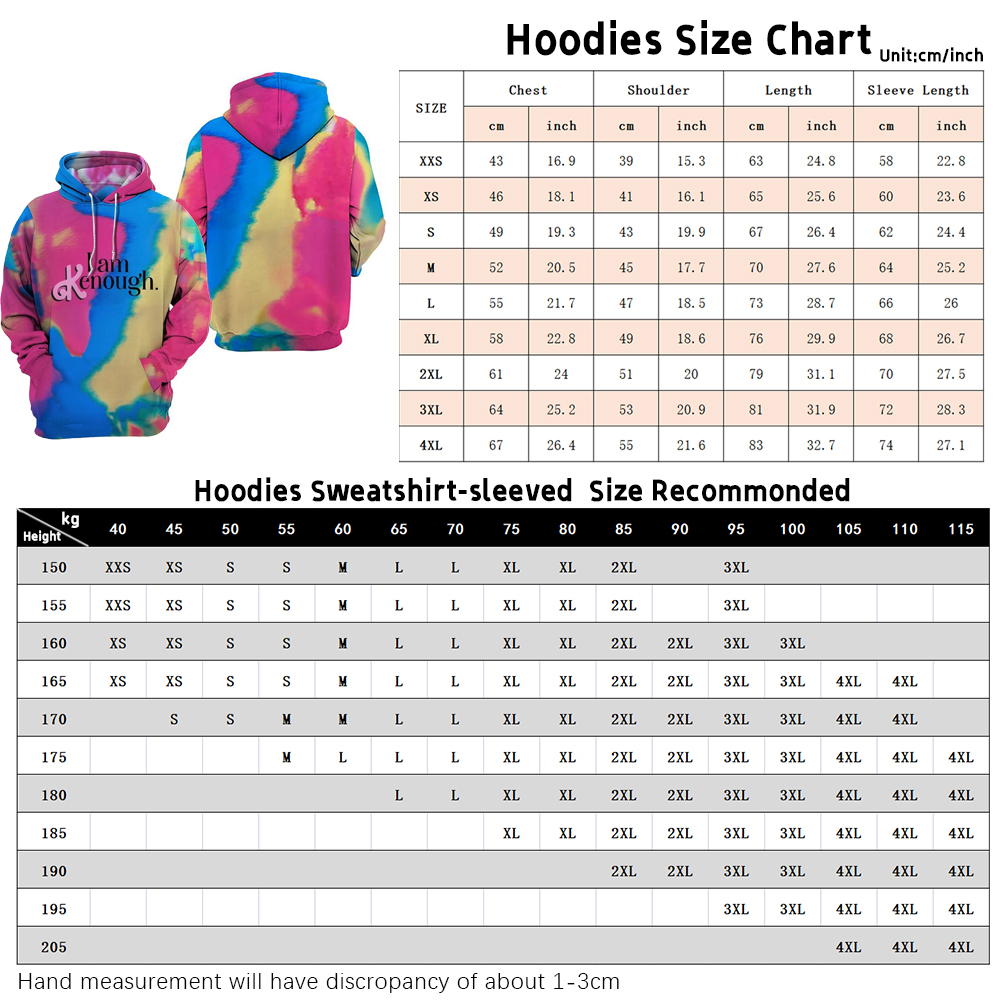 Hoodies Size Chart Unit:cm/inch
SIZE Chest Shoulder Length Sleeve Length
cm inch cm inch cm inch cm inch
XXS 43 16.9 39 15.3 63 24.8 58 22.8
XS 46 18.1 41 16.1 65 25.6 60 23.6
S 49 19.3 43 19.9 67 26.4 62 24.4
M 52 20.5 45 17.7 70 27.6 64 25.2
L 55 21.7 47 18.5 73 28.7 66 26
XL 58 22.8 49 18.6 76 29.9 68 26.7
2XL 61 24 51 20 79 31.1 70 27.5
3XL 64 25.2 53 20.9 81 31.9 72 28.3
4XL 67 26.4 55 21.6 83 32.7 74 27.1
I am
Kenough.
Hoodies Sweatshirt-sleeved Size Recommonded
kg
Height 40 45 50 55 60 65 70 75 80 85 90 95 100 105 110 115
150 XXS XS S S M L L XL XL 2XL 3XL
155 XXS XS S S M L L XL XL 2XL 3XL
160 XS XS S S M L L XL XL 2XL 2XL 3XL 3XL
165 XS XS S S M L L XL XL 2XL 2XL 3XL 3XL 4XL 4XL
170 S S M M L L XL XL 2XL 2XL 3XL 3XL 4XL 4XL
175 M L L L XL XL 2XL 2XL 3XL 3XL 4XL 4XL 4XL
180 L L XL XL 2XL 2XL 3XL 3XL 4XL 4XL 4XL
185 XL XL 2XL 2XL 3XL 3XL 4XL 4XL 4XL
190 2XL 2XL 3XL 3XL 4XL 4XL 4XL
195 3XL 3XL 4XL 4XL 4XL
205 4XL 4XL 4XL
Hand measurement will have discropancy of about 1-3cm